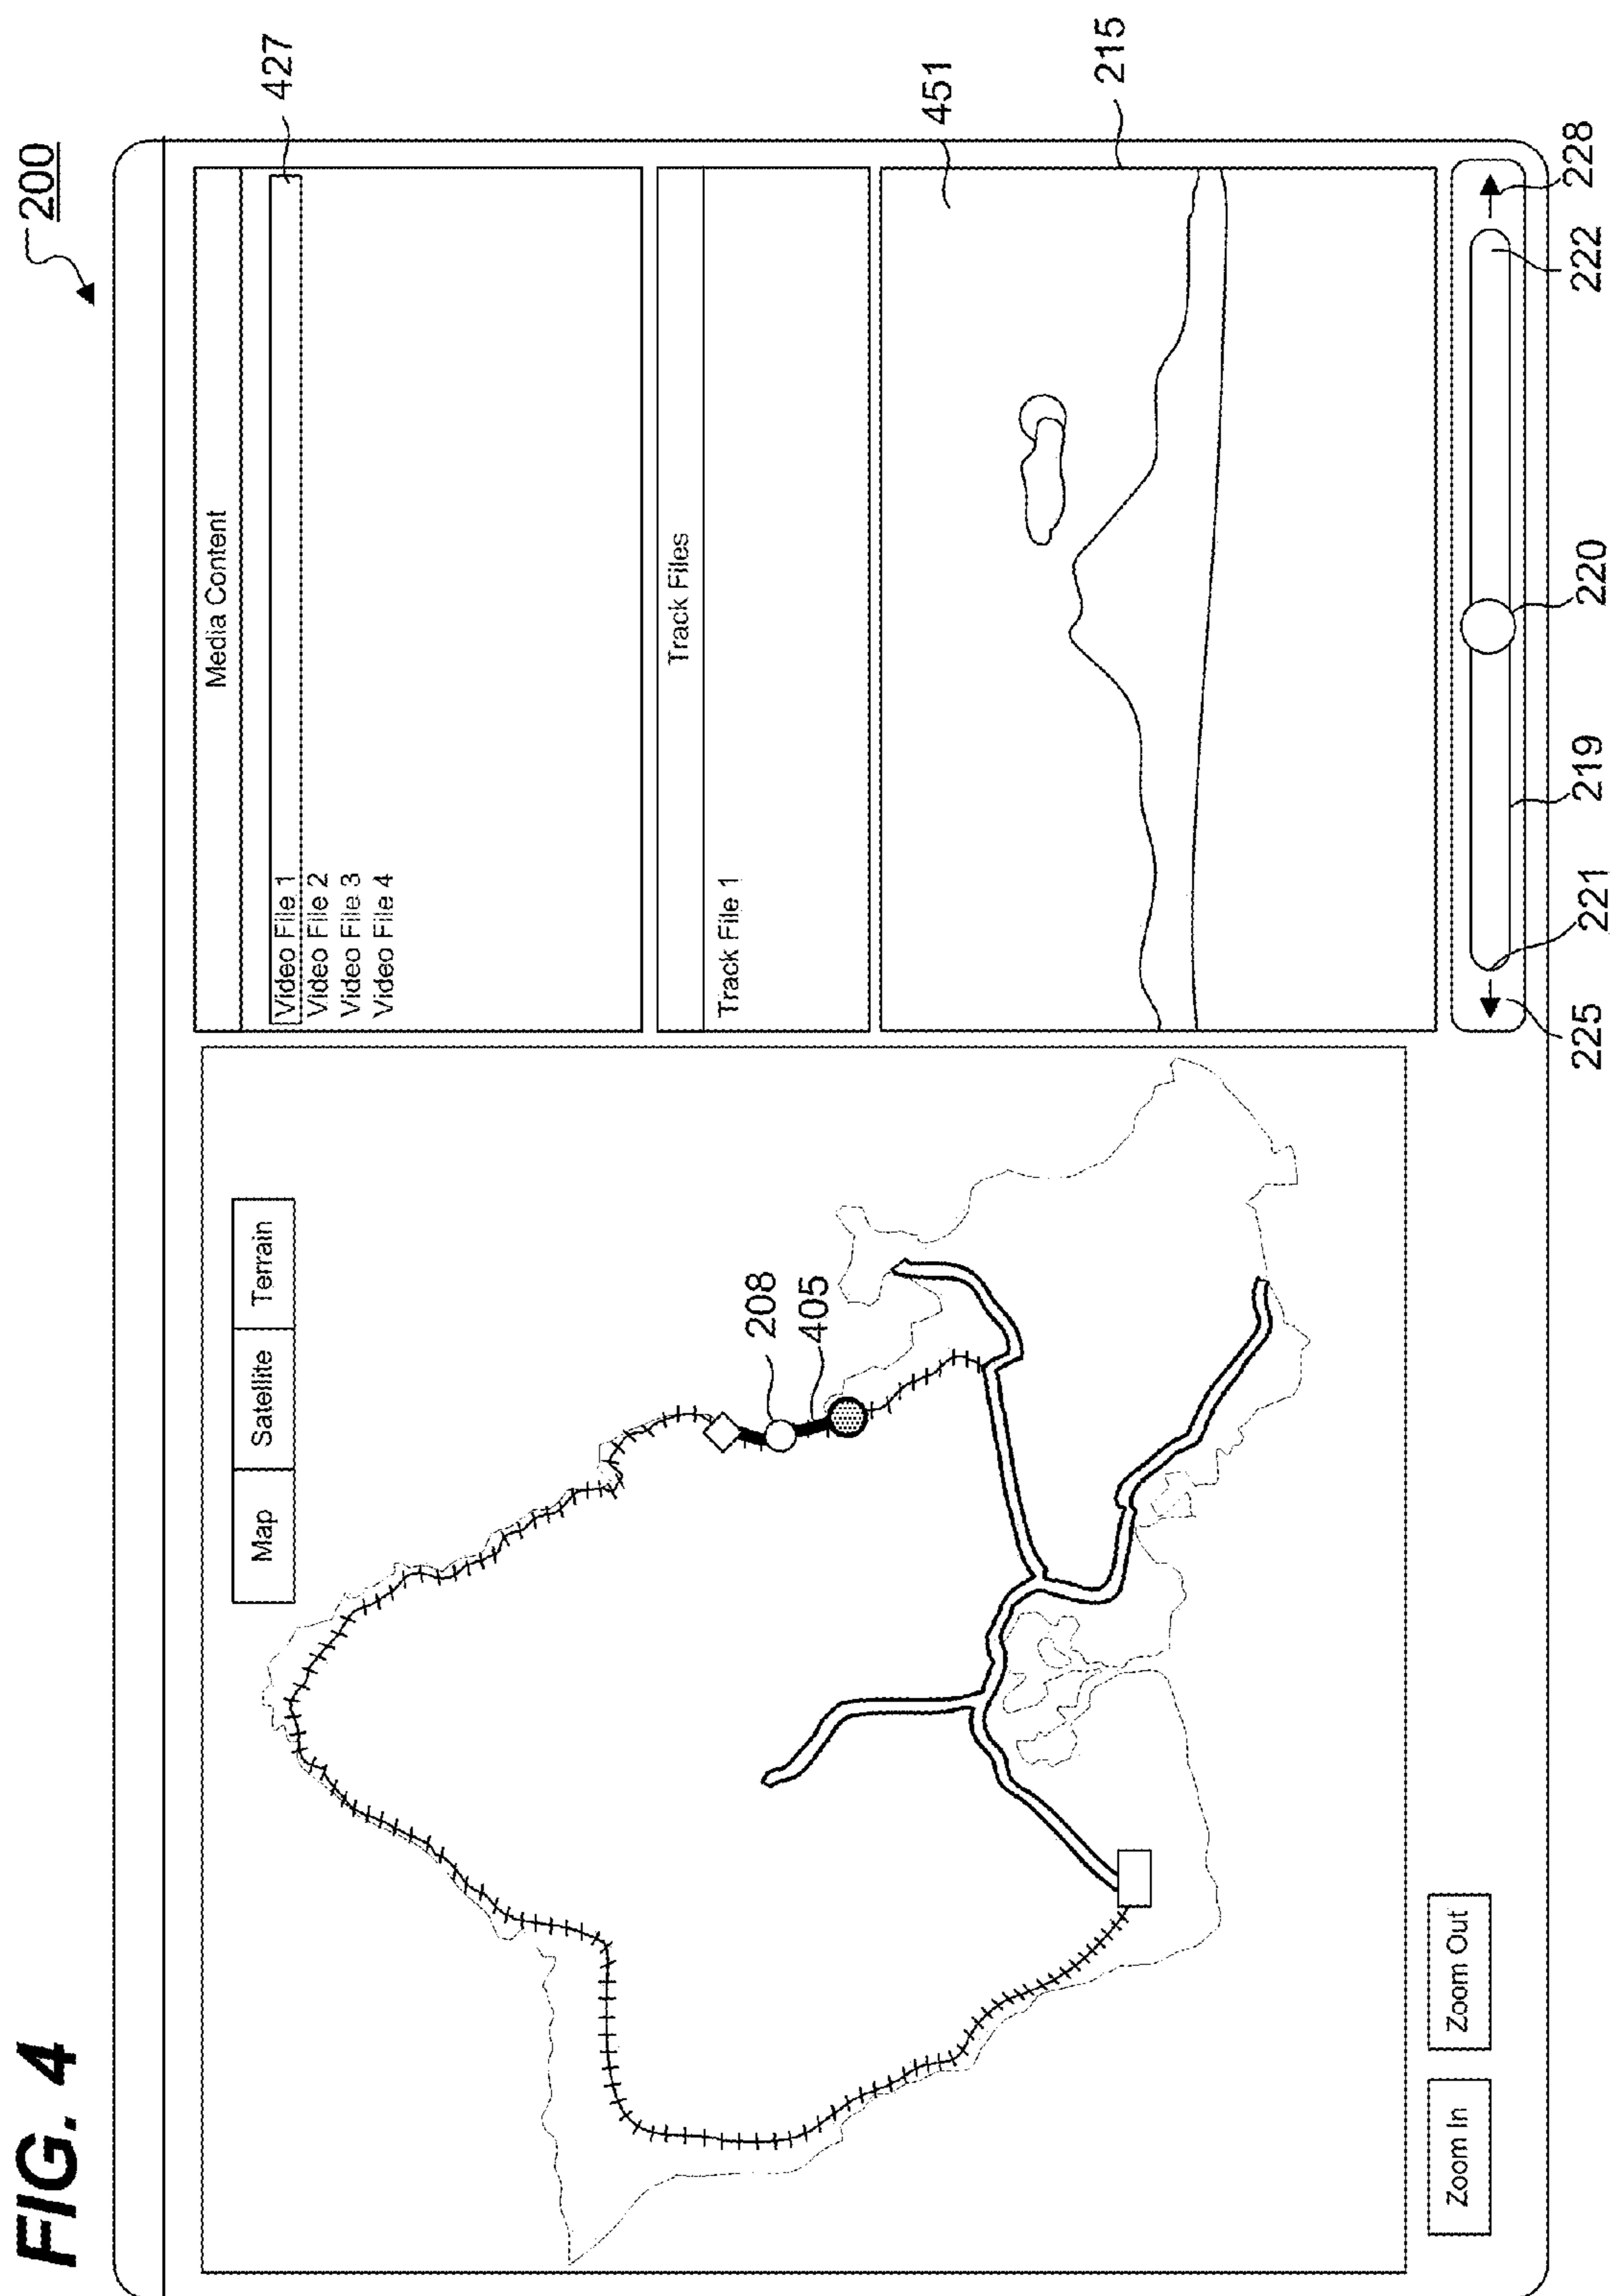 FIG. 4
200
Map Satellite Terrain
208
405
Zoom In Zoom Out
Media Content
427
Video File 1
Video File 2
Video File 3
Video File 4
Track Files
Track File 1
451
215
225 221 219 220 222 228